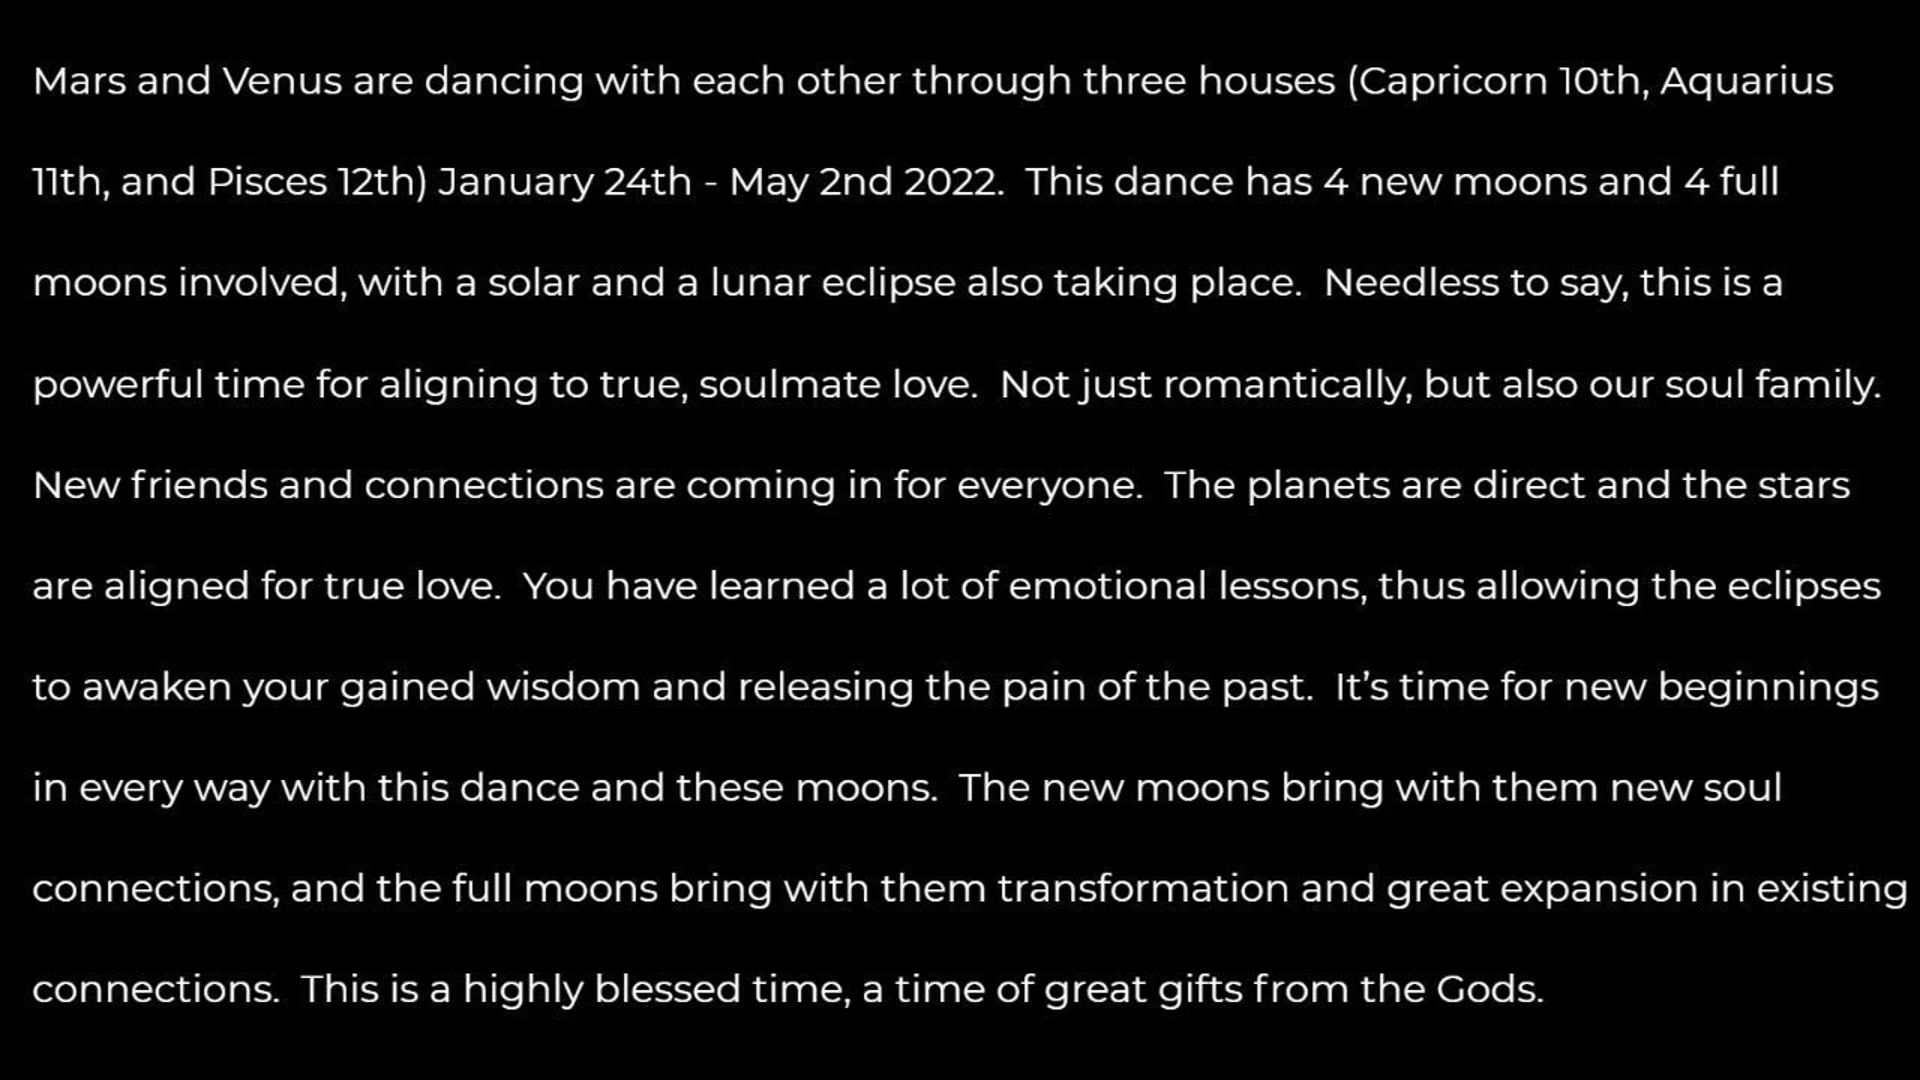 Mars and Venus are dancing with each other through three houses (Capricorn 10th, Aquarius
11th, and Pisces 12th) January 24th - May 2nd 2022.  This dance has 4 new moons and 4 full
moons involved, with a solar and a lunar eclipse also taking place.  Needless to say, this is a
powerful time for aligning to true, soulmate love.  Not just romantically, but also our soul family.
New friends and connections are coming in for everyone.  The planets are direct and the stars
are aligned for true love.  You have learned a lot of emotional lessons, thus allowing the eclipses
to awaken your gained wisdom and releasing the pain of the past.  It’s time for new beginnings
in every way with this dance and these moons.  The new moons bring with them new soul
connections, and the full moons bring with them transformation and great expansion in existing
connections.  This is a highly blessed time, a time of great gifts from the Gods.